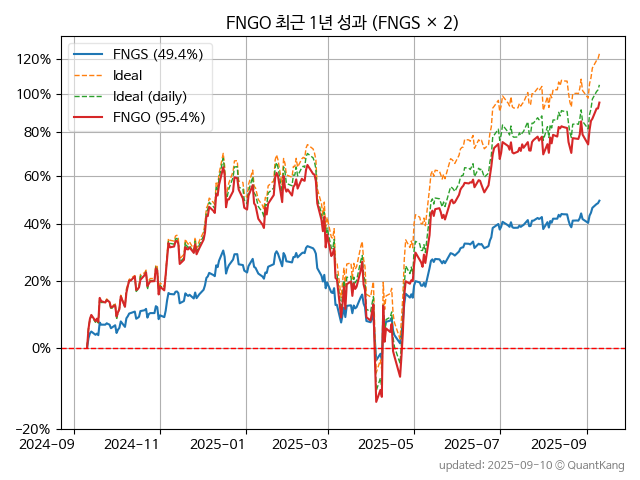 FNGO 최근 1년 성과 (FNGS × 2)
FNGS (49.4%)
Ideal
Ideal (daily)
FNGO (95.4%)
120%
100%
80%
60%
40%
20%
0%
−20%
2024-09 2024-11 2025-01 2025-03 2025-05 2025-07 2025-09
updated: 2025-09-10 © QuantKang